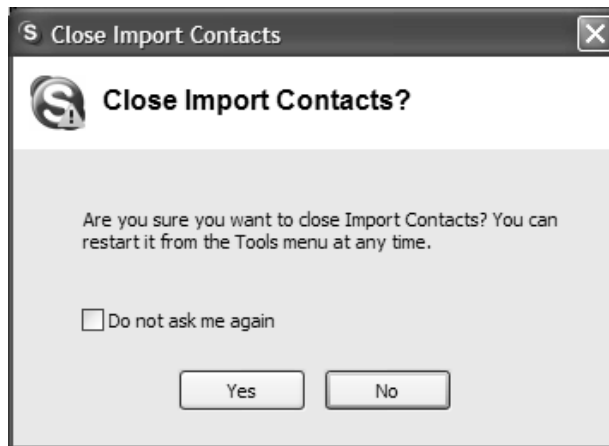 Close Import Contacts
Close Import Contacts?
Are you sure you want to close Import Contacts? You can
restart it from the Tools menu at any time.
Do not ask me again
Yes No